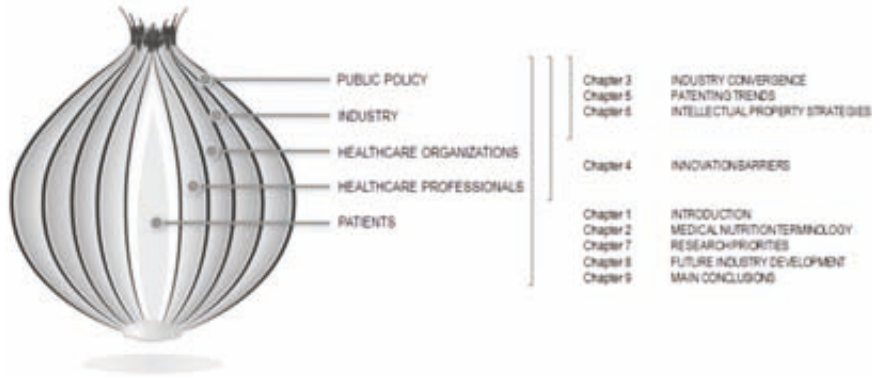 PUBLIC POLICY
INDUSTRY
HEALTHCARE ORGANIZATIONS
HEALTHCARE PROFESSIONALS
PATIENTS
Chapter 3 INDUSTRY CONVERGENCE
Chapter 5 PATENTING TRENDS
Chapter 6 INTELLECTUAL PROPERTY STRATEGIES
Chapter 4 INNOVATION BARRIERS
Chapter 1 INTRODUCTION
Chapter 2 MEDICAL NUTRITION TERMINOLOGY
Chapter 7 RESEARCH PRIORITIES
Chapter 8 FUTURE INDUSTRY DEVELOPMENT
Chapter 9 MAIN CONCLUSIONS